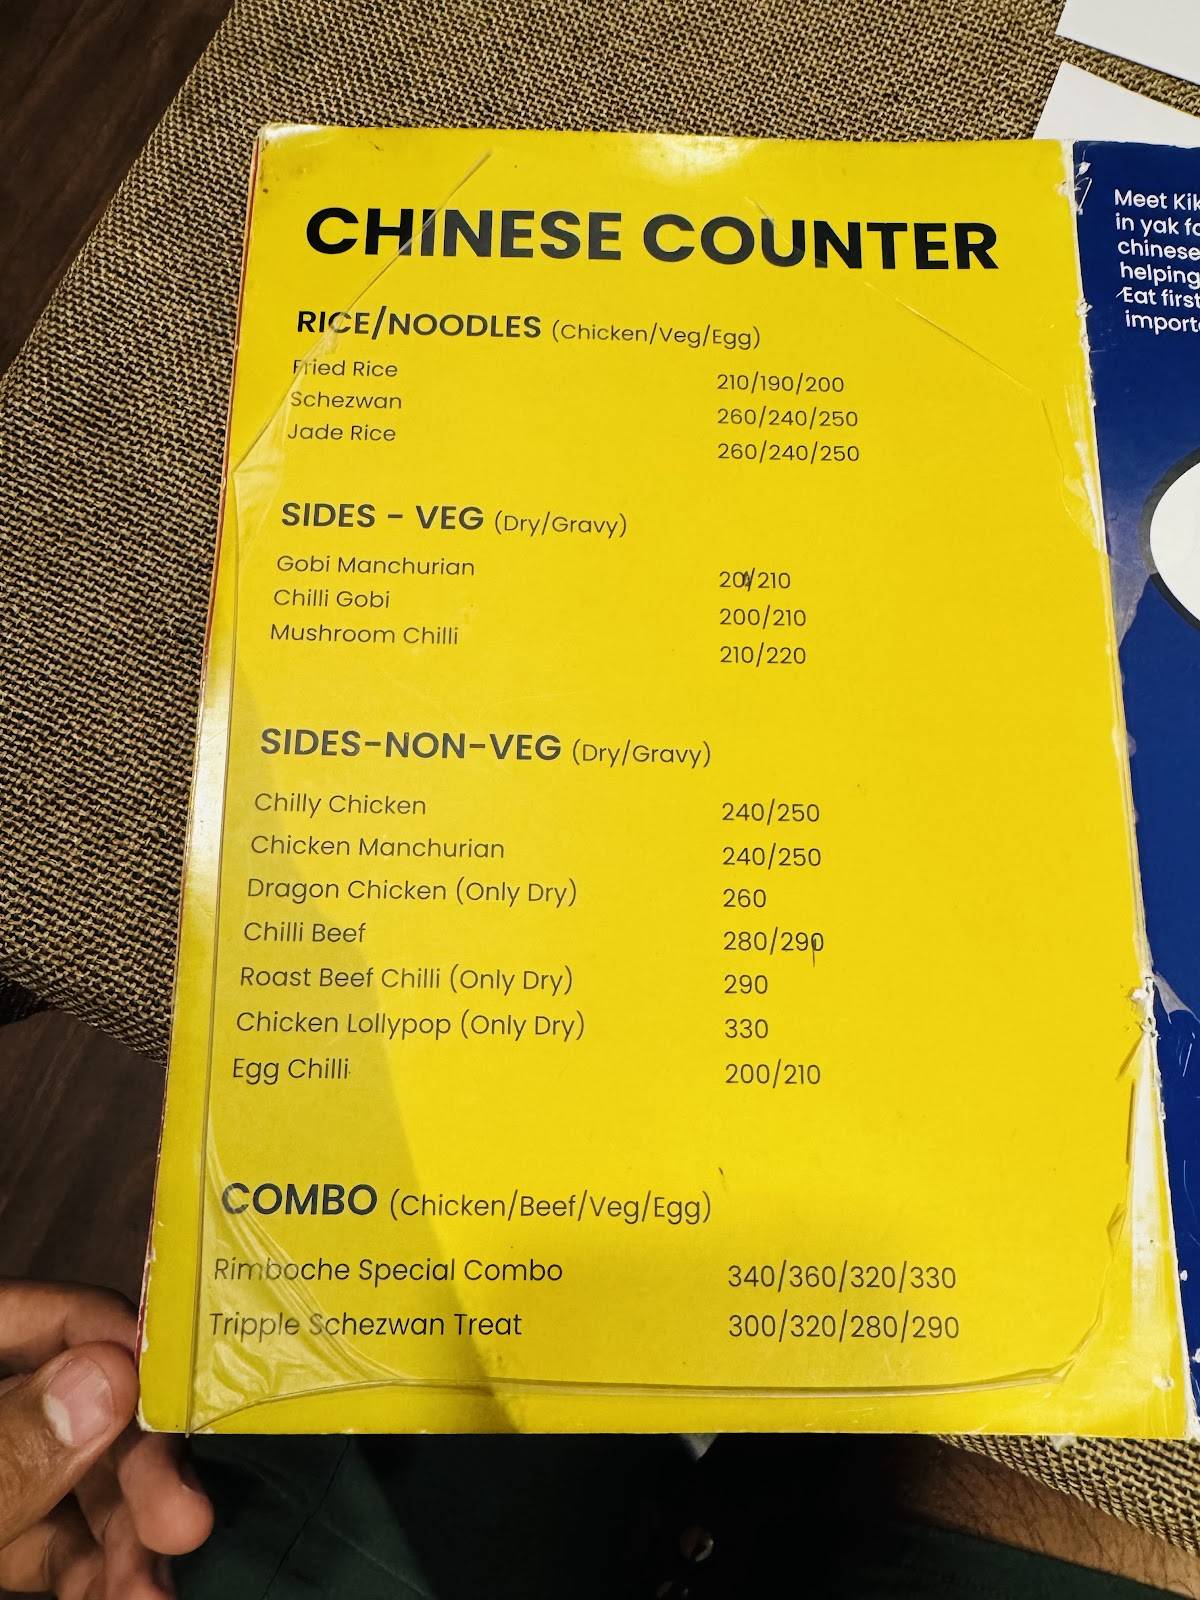 CHINESE COUNTER
RICE/NOODLES (Chicken/Veg/Egg)
Fried Rice 210/190/200
Schezwan 260/240/250
Jade Rice 260/240/250
SIDES - VEG (Dry/Gravy)
Gobi Manchurian 20/210
Chilli Gobi 200/210
Mushroom Chilli 210/220
SIDES-NON-VEG (Dry/Gravy)
Chilly Chicken 240/250
Chicken Manchurian 240/250
Dragon Chicken (Only Dry) 260
Chilli Beef 280/290
Roast Beef Chilli (Only Dry) 290
Chicken Lollypop (Only Dry) 330
Egg Chilli 200/210
COMBO (Chicken/Beef/Veg/Egg)
Rimboche Special Combo 340/360/320/330
Tripple Schezwan Treat 300/320/280/290
Meet
in yak
chinese
helping
Eat first